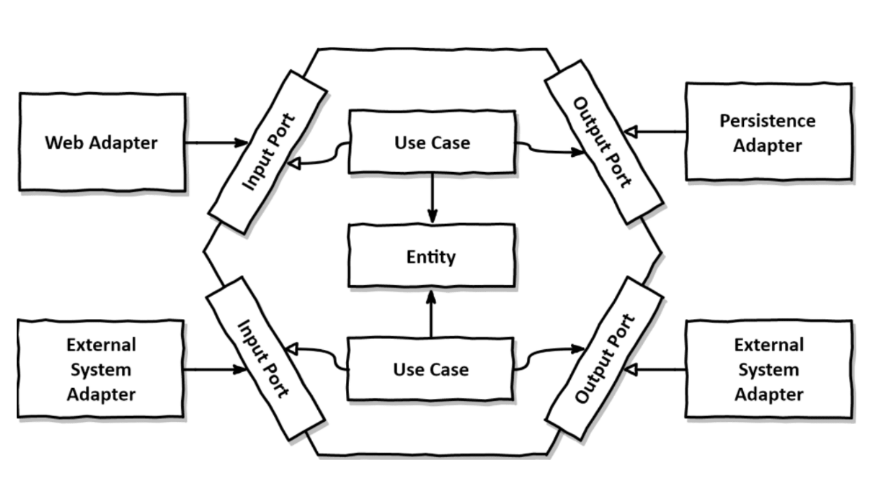 Web Adapter
Input Port
Use Case
Output Port
Persistence
Adapter
Entity
External
System
Adapter
Input Port
Use Case
Output Port
External
System
Adapter